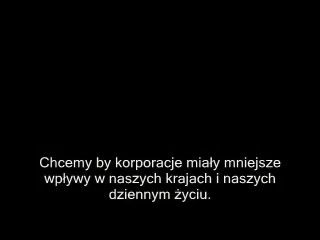 Chcemy by korporacje miały mniejsze
wpływy w naszych krajach i naszych
dziennym życiu.